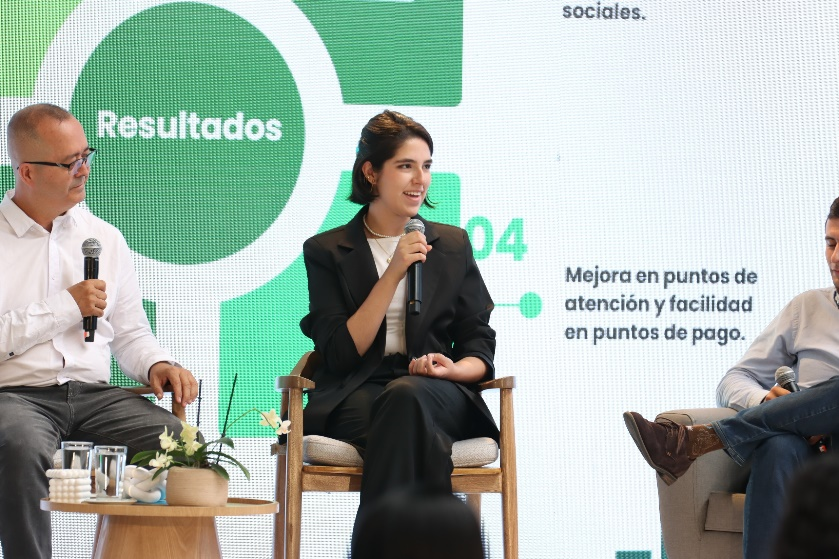 sociales.
Resultados
04
Mejora en puntos de
atención y facilidad
en puntos de pago.